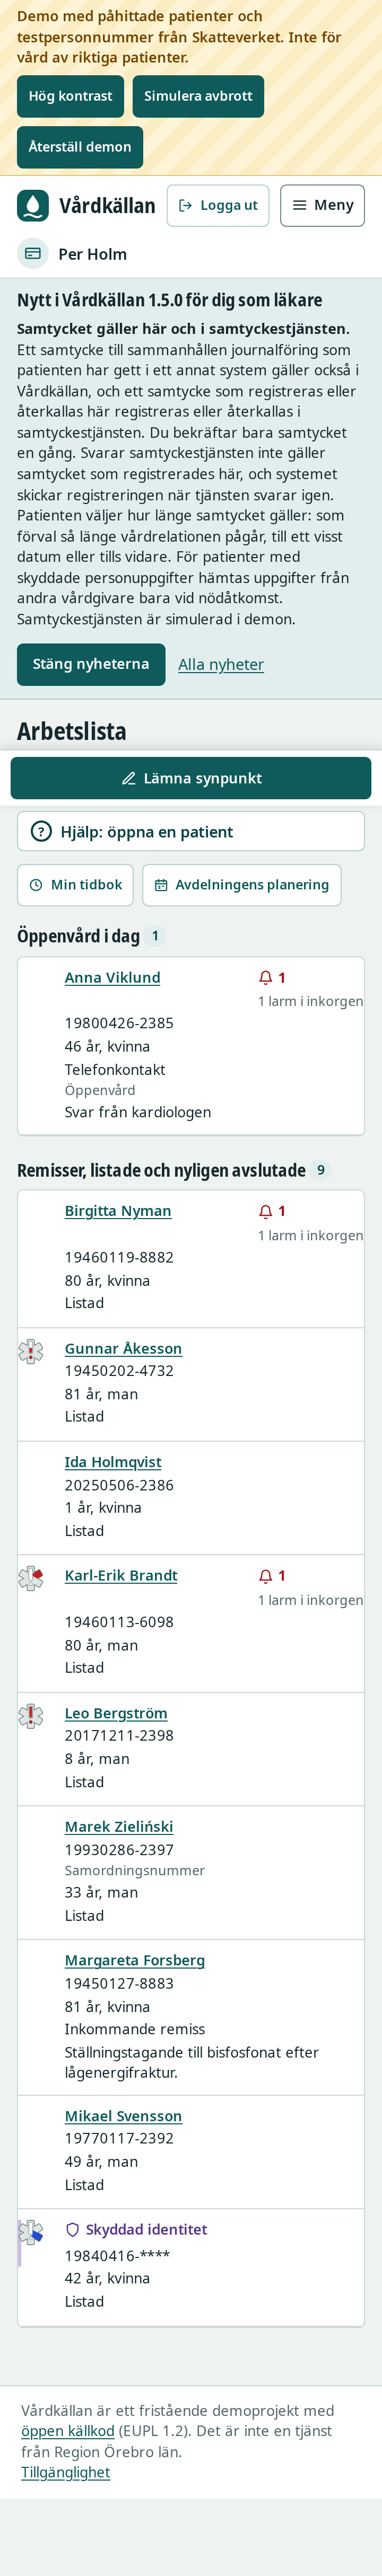 Demo med påhittade patienter och
testpersonnummer från Skatteverket. Inte för
vård av riktiga patienter.
Hög kontrast
Simulera avbrott
Återställ demon
Vårdkällan
Logga ut
Meny
Per Holm
Nytt i Vårdkällan 1.5.0 för dig som läkare
Samtycket gäller här och i samtyckestjänsten.
Ett samtycke till sammanhållen journalföring som
patienten har gett i ett annat system gäller också i
Vårdkällan, och ett samtycke som registreras eller
återkallas här registreras eller återkallas i
samtyckestjänsten. Du bekräftar bara samtycket
en gång. Svarar samtyckestjänsten inte gäller
samtycket som registrerades här, och systemet
skickar registreringen när tjänsten svarar igen.
Patienten väljer hur länge samtycket gäller: som
förval så länge vårdrelationen pågår, till ett visst
datum eller tills vidare. För patienter med
skyddade personuppgifter hämtas uppgifter från
andra vårdgivare bara vid nödåtkomst.
Samtyckestjänsten är simulerad i demon.
Stäng nyheterna
Alla nyheter
Arbetslista
Lämna synpunkt
? Hjälp: öppna en patient
Min tidbok
Avdelningens planering
Öppenvård i dag 1
Anna Viklund
1
1 larm i inkorgen
19800426-2385
46 år, kvinna
Telefonkontakt
Öppenvård
Svar från kardiologen
Remisser, listade och nyligen avslutade 9
Birgitta Nyman
1
1 larm i inkorgen
19460119-8882
80 år, kvinna
Listad
Gunnar Åkesson
19450202-4732
81 år, man
Listad
Ida Holmqvist
20250506-2386
1 år, kvinna
Listad
Karl-Erik Brandt
1
1 larm i inkorgen
19460113-6098
80 år, man
Listad
Leo Bergström
20171211-2398
8 år, man
Listad
Marek Zieliński
19930286-2397
Samordningsnummer
33 år, man
Listad
Margareta Forsberg
19450127-8883
81 år, kvinna
Inkommande remiss
Ställningstagande till bisfosfonat efter
lågenergifraktur.
Mikael Svensson
19770117-2392
49 år, man
Listad
Skyddad identitet
19840416-****
42 år, kvinna
Listad
Vårdkällan är ett fristående demoprojekt med
öppen källkod (EUPL 1.2). Det är inte en tjänst
från Region Örebro län.
Tillgänglighet